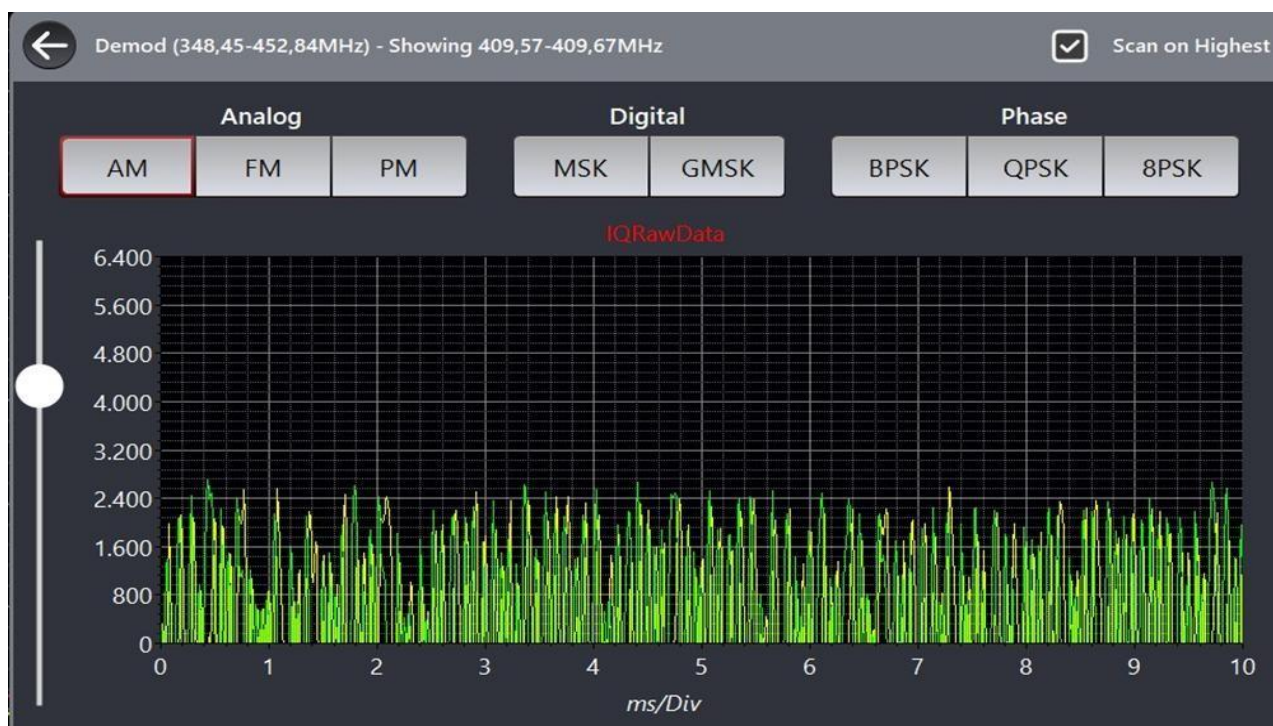 Demod (348,45-452,84MHz) - Showing 409,57-409,67MHz
Scan on Highest
Analog Digital Phase
AM FM PM MSK GMSK BPSK QPSK 8PSK
IQRawData
6.400
5.600
4.800
4.000
3.200
2.400
1.600
800
0
0 1 2 3 4 5 6 7 8 9 10
ms/Div